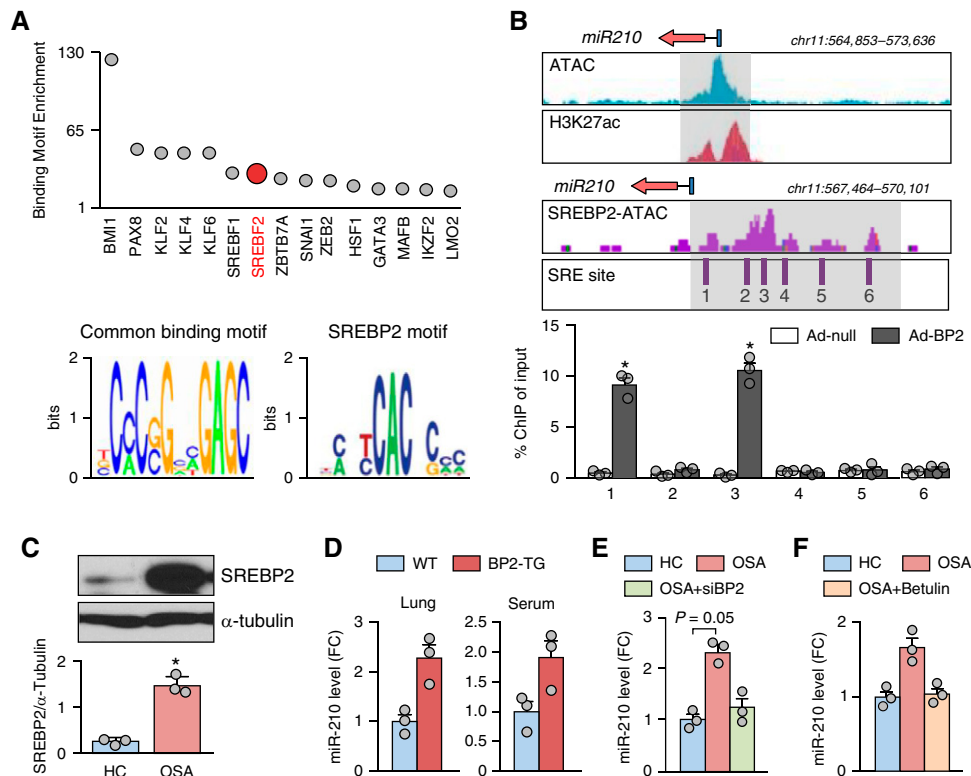 A
Binding Motif Enrichment
130
65
1
BMI1
PAX8
KLF2
KLF4
KLF6
SREBF1
SREBF2
ZBTB7A
SNAI1
ZEB2
HSF1
GATA3
MAFB
IKZF2
LMO2
Common binding motif
bits
2
1
0
SREBP2 motif
bits
2
1
0
B
miR210
chr11:564,853–573,636
ATAC
H3K27ac
miR210
chr11:567,464–570,101
SREBP2-ATAC
SRE site
1 2 3 4 5 6
% ChIP of input
15
10
5
0
Ad-null Ad-BP2
* *
1 2 3 4 5 6
C
SREBP2
α-tubulin
SREBP2/α-Tubulin
2
1
0
*
HC OSA
D
WT BP2-TG
Lung Serum
miR-210 level (FC)
3
2
1
0
2.5
2.0
1.5
1.0
0.5
0
E
HC OSA
OSA+siBP2
P = 0.05
miR-210 level (FC)
3
2
1
0
F
HC OSA
OSA+Betulin
miR-210 level (FC)
2
1
0